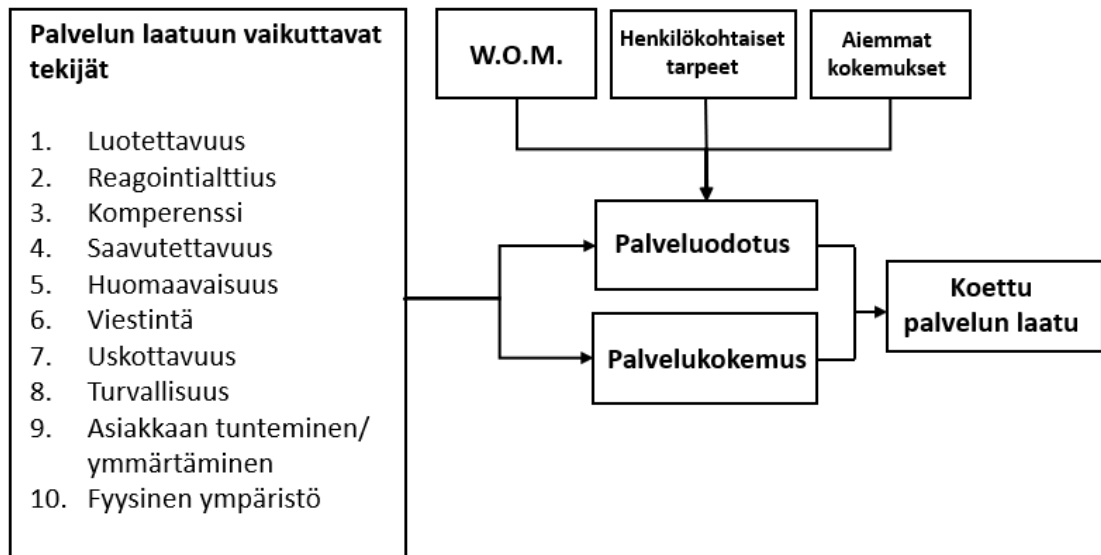 Palvelun laatuun vaikuttavat
tekijät
1. Luotettavuus
2. Reagointialttius
3. Komperenssi
4. Saavutettavuus
5. Huomaavaisuus
6. Viestintä
7. Uskottavuus
8. Turvallisuus
9. Asiakkaan tunteminen/
ymmärtäminen
10. Fyysinen ympäristö
W.O.M.
Henkilökohtaiset
tarpeet
Aiemmat
kokemukset
Palveluodotus
Palvelukokemus
Koettu
palvelun laatu